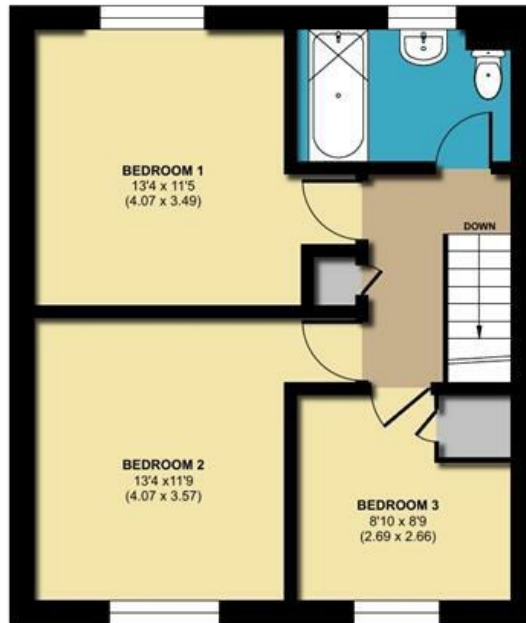 BEDROOM 1
13'4 x 11'5
(4.07 x 3.49)
DOWN
BEDROOM 2
13'4 x11'9
(4.07 x 3.57)
BEDROOM 3
8'10 x 8'9
(2.69 x 2.66)